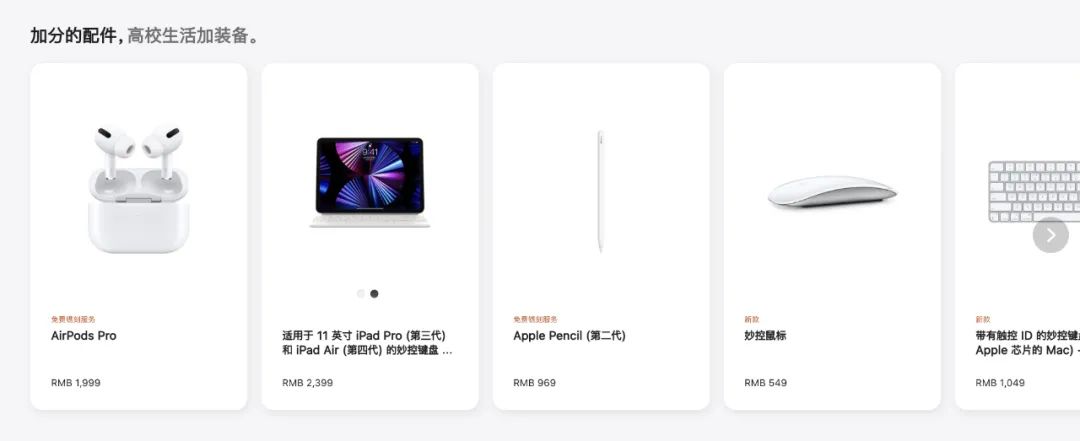 加分的配件，高校生活加装备。
9:41
免费镌刻服务
AirPods Pro
RMB 1,999
适用于 11 英寸 iPad Pro (第三代)
和 iPad Air (第四代) 的妙控键盘 ...
RMB 2,399
免费镌刻服务
Apple Pencil (第二代)
RMB 969
新款
妙控鼠标
RMB 549
新款
带有触控 ID 的妙控键
Apple 芯片的 Mac) -
RMB 1,049